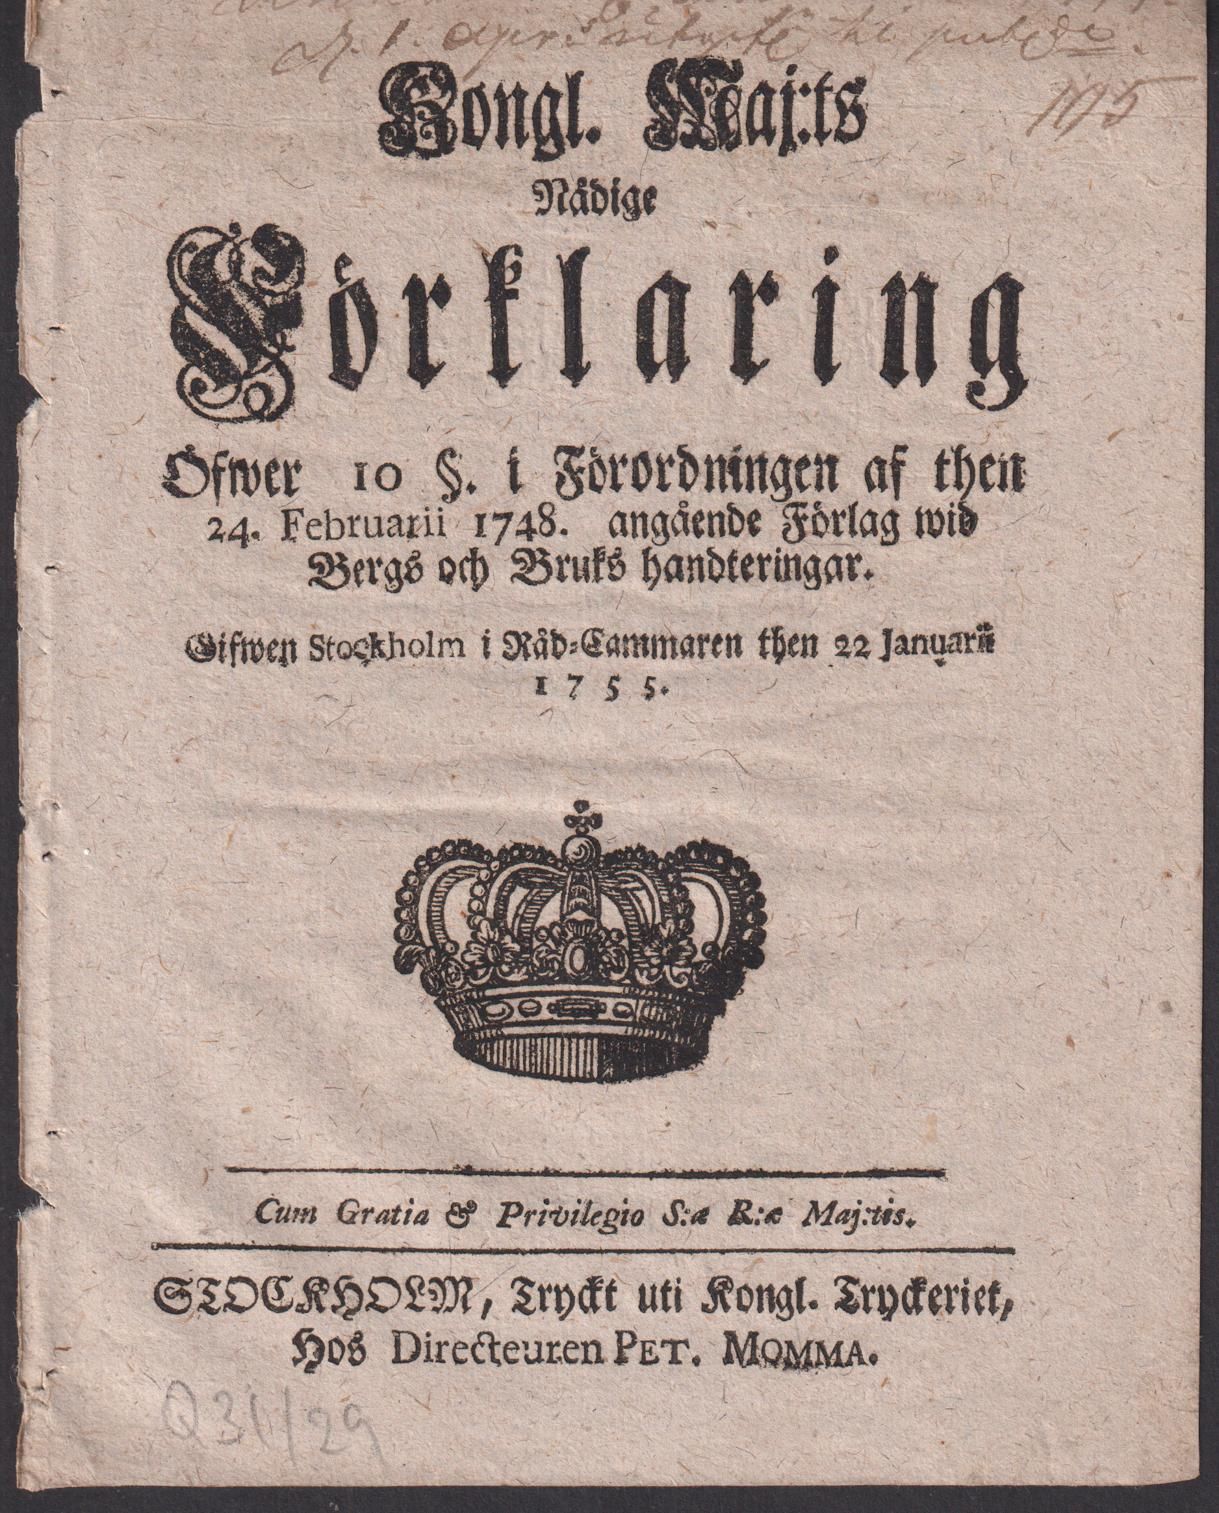 105
Kongl. Maj:ts
Nådige
Förklaring
Öfwer 10 §. i Förordningen af then
24. Februarii 1748. angående Förlag wid
Bergs och Bruks handteringar.
Gifwen Stockholm i Råd-Cammaren then 22 Januarii
1755.
Cum Gratia & Privilegio S:æ R:æ Maj:tis.
STOCKHOLM, Tryckt uti Kongl. Tryckeriet,
Hos Directeuren PET. MOMMA.
Q31/29